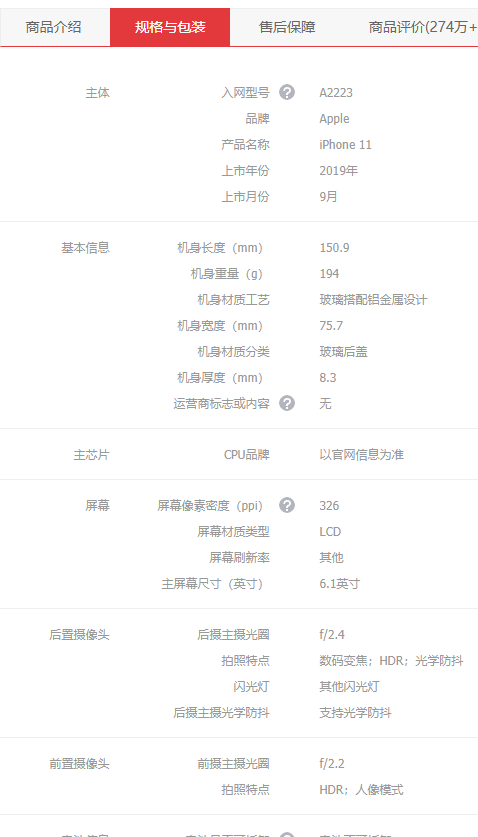 商品介绍 规格与包装 售后保障 商品评价(274万+
主体 入网型号 ? A2223
品牌 Apple
产品名称 iPhone 11
上市年份 2019年
上市月份 9月
基本信息 机身长度（mm） 150.9
机身重量（g） 194
机身材质工艺 玻璃搭配铝金属设计
机身宽度（mm） 75.7
机身材质分类 玻璃后盖
机身厚度（mm） 8.3
运营商标志或内容 ? 无
主芯片 CPU品牌 以官网信息为准
屏幕 屏幕像素密度（ppi） ? 326
屏幕材质类型 LCD
屏幕刷新率 其他
主屏幕尺寸（英寸） 6.1英寸
后置摄像头 后摄主摄光圈 f/2.4
拍照特点 数码变焦；HDR；光学防抖
闪光灯 其他闪光灯
后摄主摄光学防抖 支持光学防抖
前置摄像头 前摄主摄光圈 f/2.2
拍照特点 HDR；人像模式